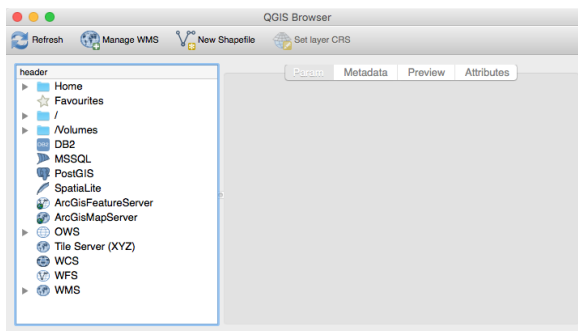 QGIS Browser
Refresh Manage WMS New Shapefile Set layer CRS
header
Param Metadata Preview Attributes
Home
Favourites
/
/Volumes
DB2
MSSQL
PostGIS
SpatiaLite
ArcGisFeatureServer
ArcGisMapServer
OWS
Tile Server (XYZ)
WCS
WFS
WMS